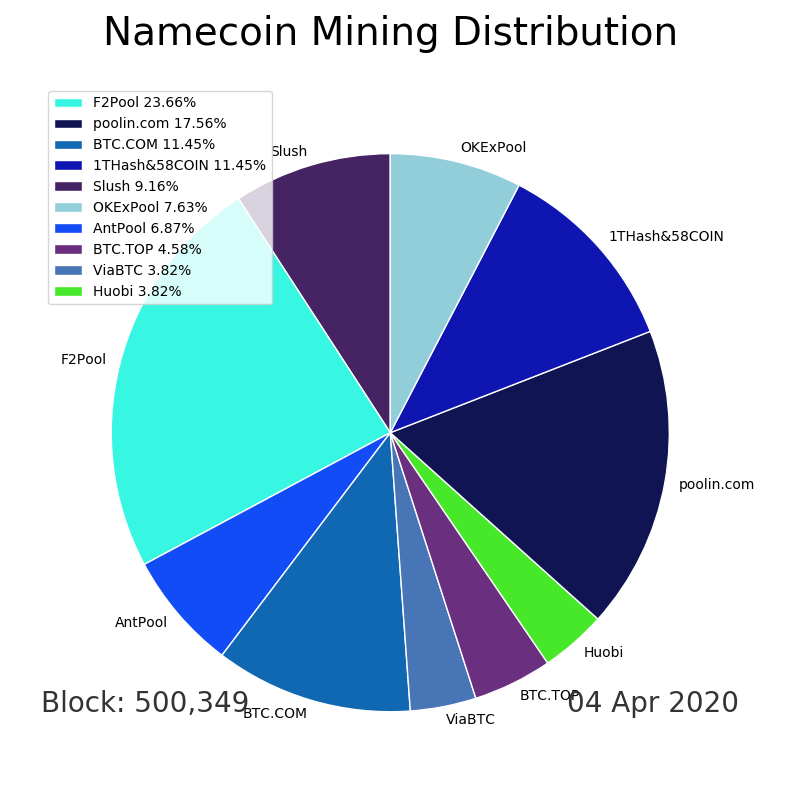 Namecoin Mining Distribution
F2Pool 23.66%
poolin.com 17.56%
BTC.COM 11.45%
1THash&58COIN 11.45%
Slush 9.16%
OKExPool 7.63%
AntPool 6.87%
BTC.TOP 4.58%
ViaBTC 3.82%
Huobi 3.82%
Slush
OKExPool
1THash&58COIN
F2Pool
poolin.com
AntPool
Huobi
BTC.TOP
BTC.COM
ViaBTC
Block: 500,349
04 Apr 2020